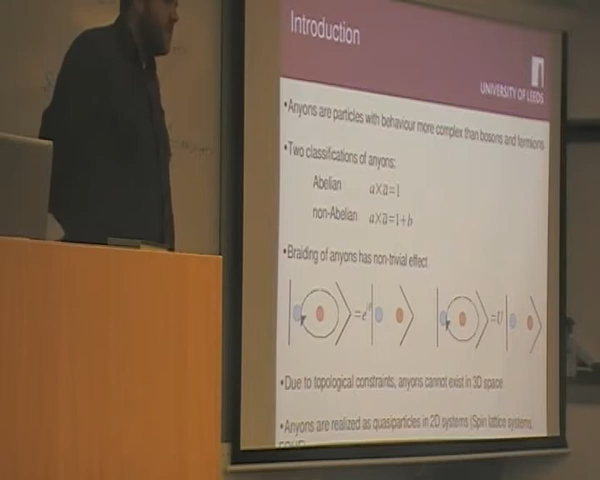 Introduction
UNIVERSITY OF LEEDS
•Anyons are particles with behaviour more complex than bosons and fermions
•Two classifications of anyons:
Abelian a×a̅=1
non-Abelian a×a̅=1+b
•Braiding of anyons has non-trivial effect
=e^iθ =U
•Due to topological constraints, anyons cannot exist in 3D space
•Anyons are realized as quasiparticles in 2D systems (Spin lattice systems,